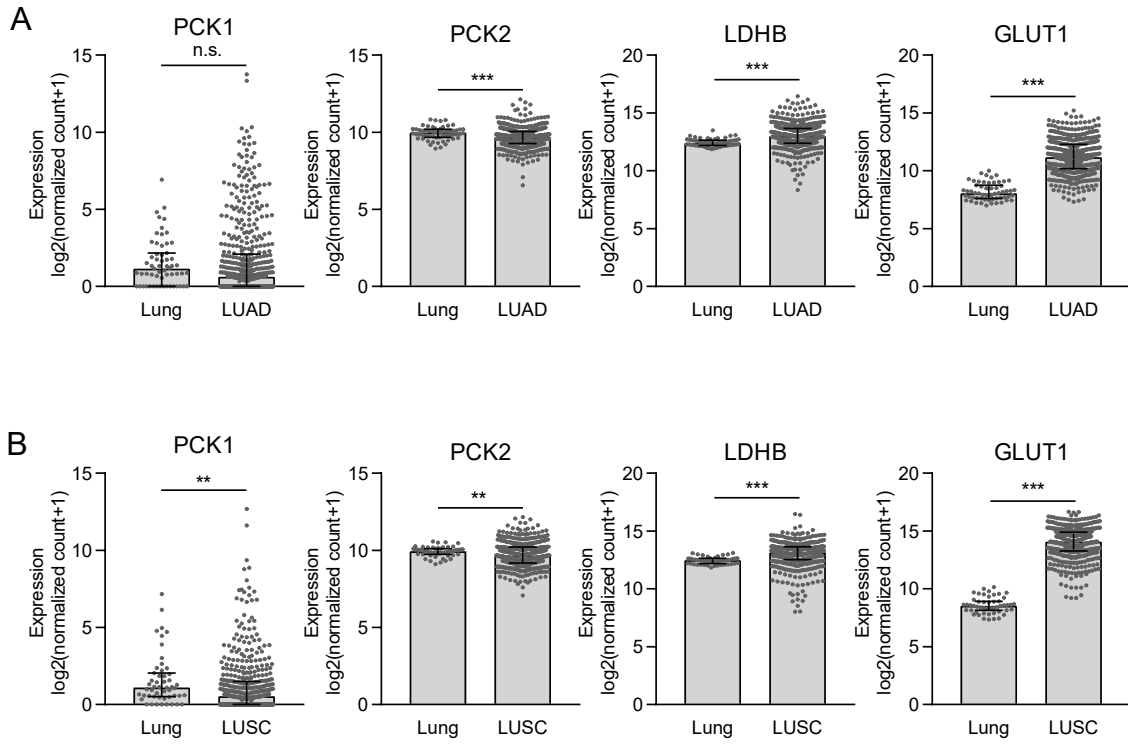 A
PCK1
n.s.
Expression
log2(normalized count+1)
15
10
5
0
Lung
LUAD
PCK2
***
Expression
log2(normalized count+1)
15
10
5
0
Lung
LUAD
LDHB
***
Expression
log2(normalized count+1)
20
15
10
5
0
Lung
LUAD
GLUT1
***
Expression
log2(normalized count+1)
20
15
10
5
0
Lung
LUAD
B
PCK1
**
Expression
log2(normalized count+1)
15
10
5
0
Lung
LUSC
PCK2
**
Expression
log2(normalized count+1)
15
10
5
0
Lung
LUSC
LDHB
***
Expression
log2(normalized count+1)
20
15
10
5
0
Lung
LUSC
GLUT1
***
Expression
log2(normalized count+1)
20
15
10
5
0
Lung
LUSC